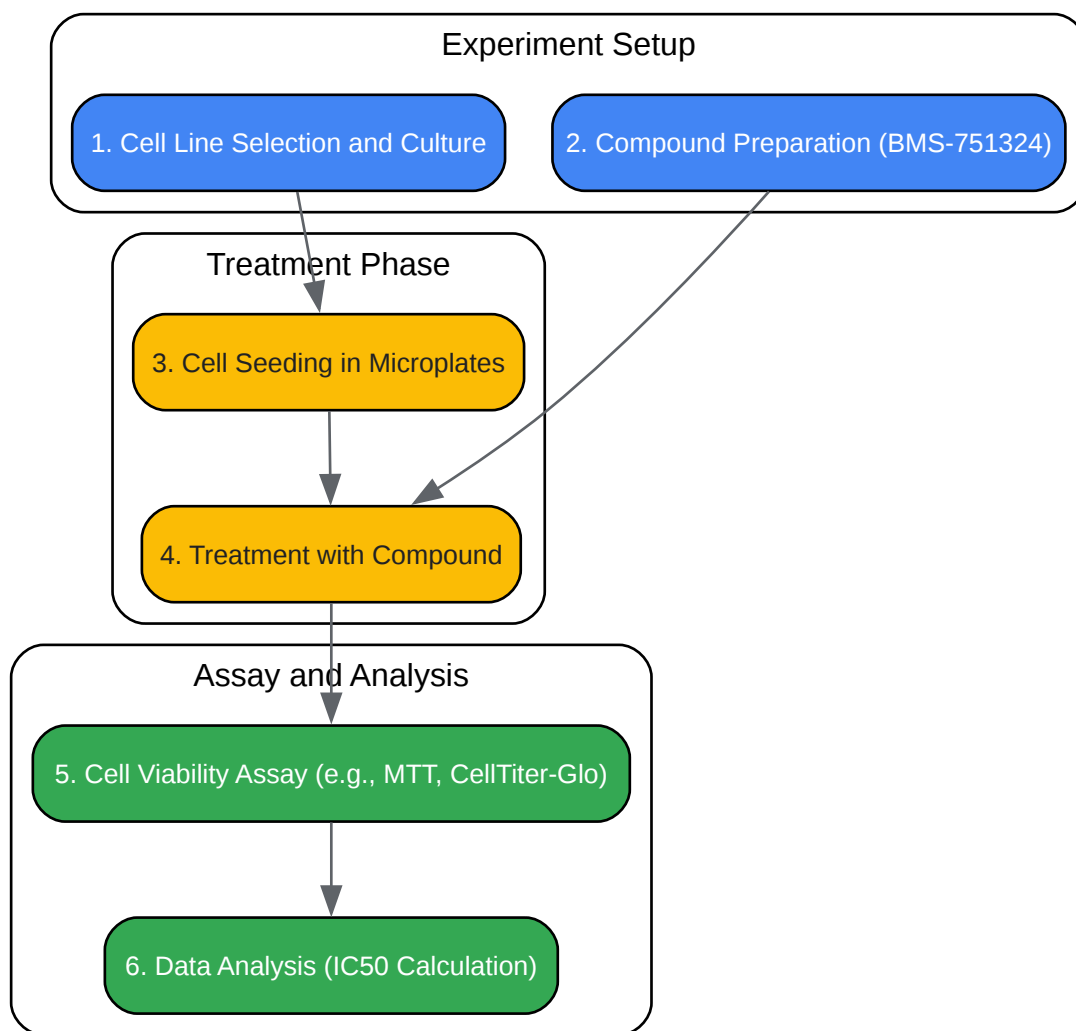 Experiment Setup
1. Cell Line Selection and Culture
2. Compound Preparation (BMS-751324)
Treatment Phase
3. Cell Seeding in Microplates
4. Treatment with Compound
Assay and Analysis
5. Cell Viability Assay (e.g., MTT, CellTiter-Glo)
6. Data Analysis (IC50 Calculation)